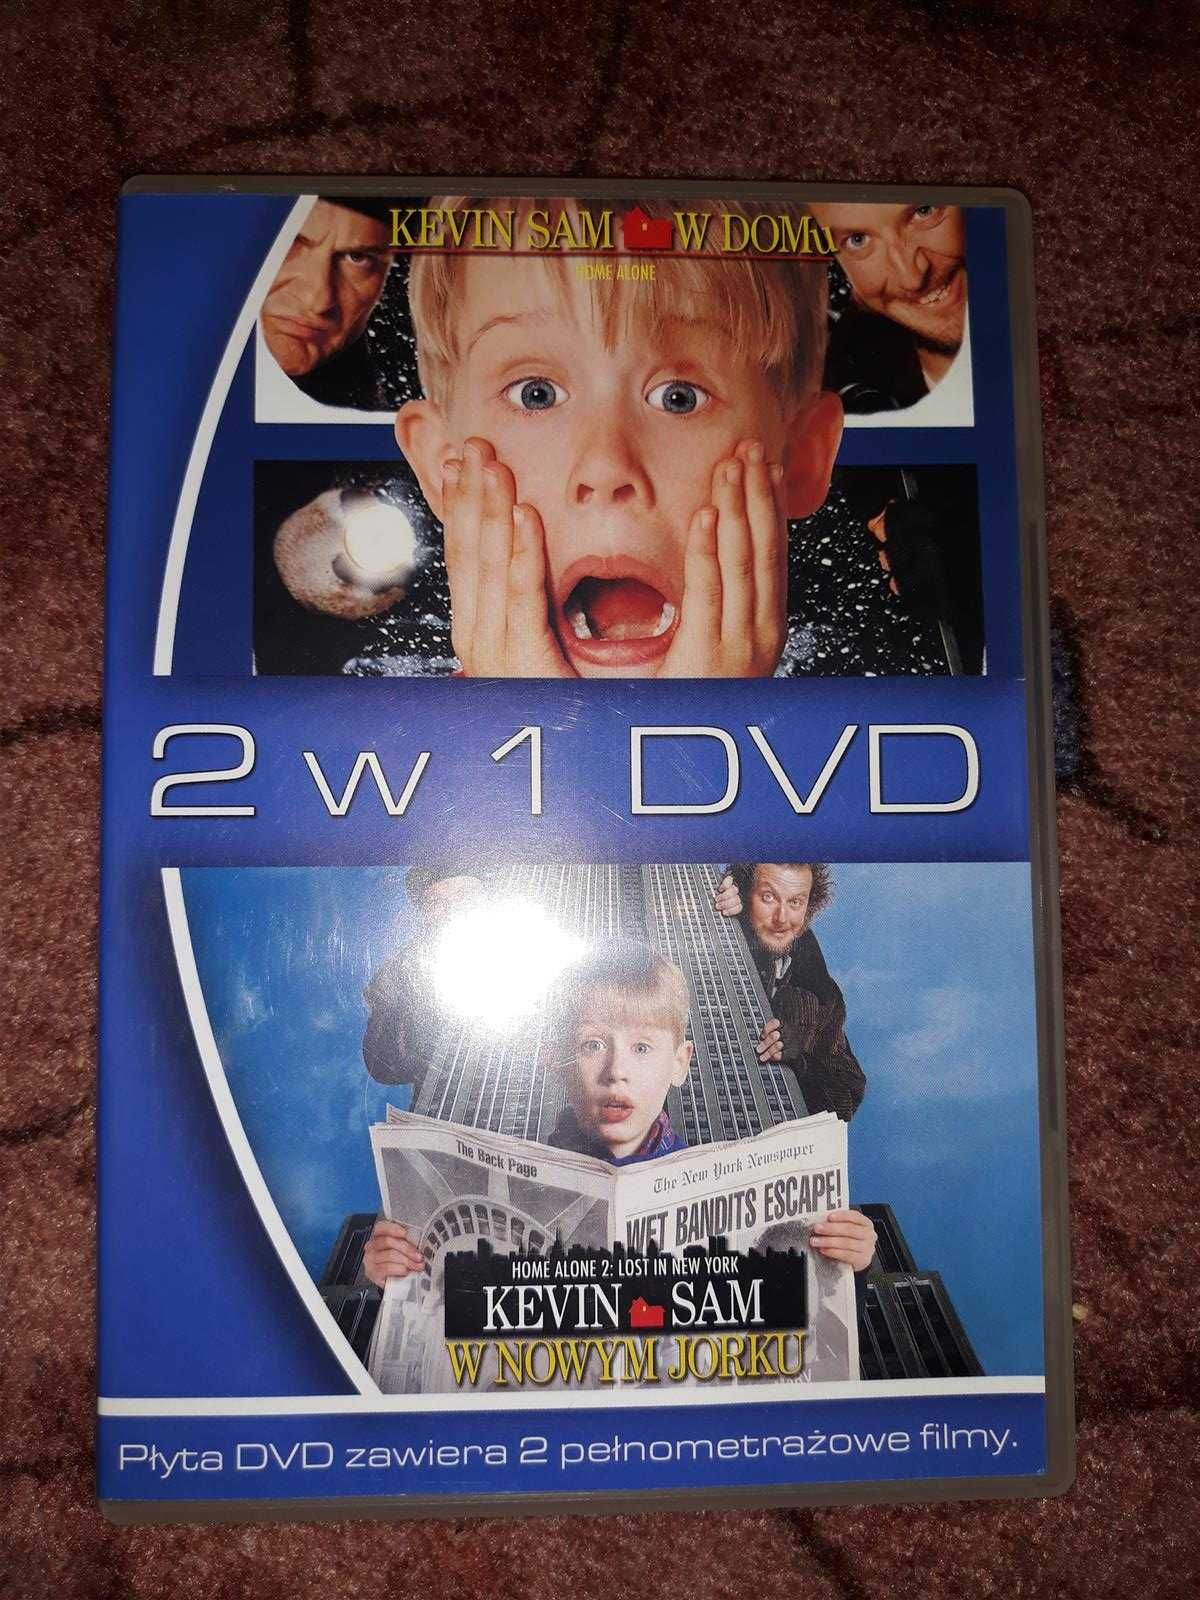 KEVIN SAM W DOMu
HOME ALONE
2 w 1 DVD
The Back Page
The New York Newspaper
WET BANDITS ESCAPE!
HOME ALONE 2: LOST IN NEW YORK
KEVIN SAM
W NOWYM JORKU
Płyta DVD zawiera 2 pełnometrażowe filmy.